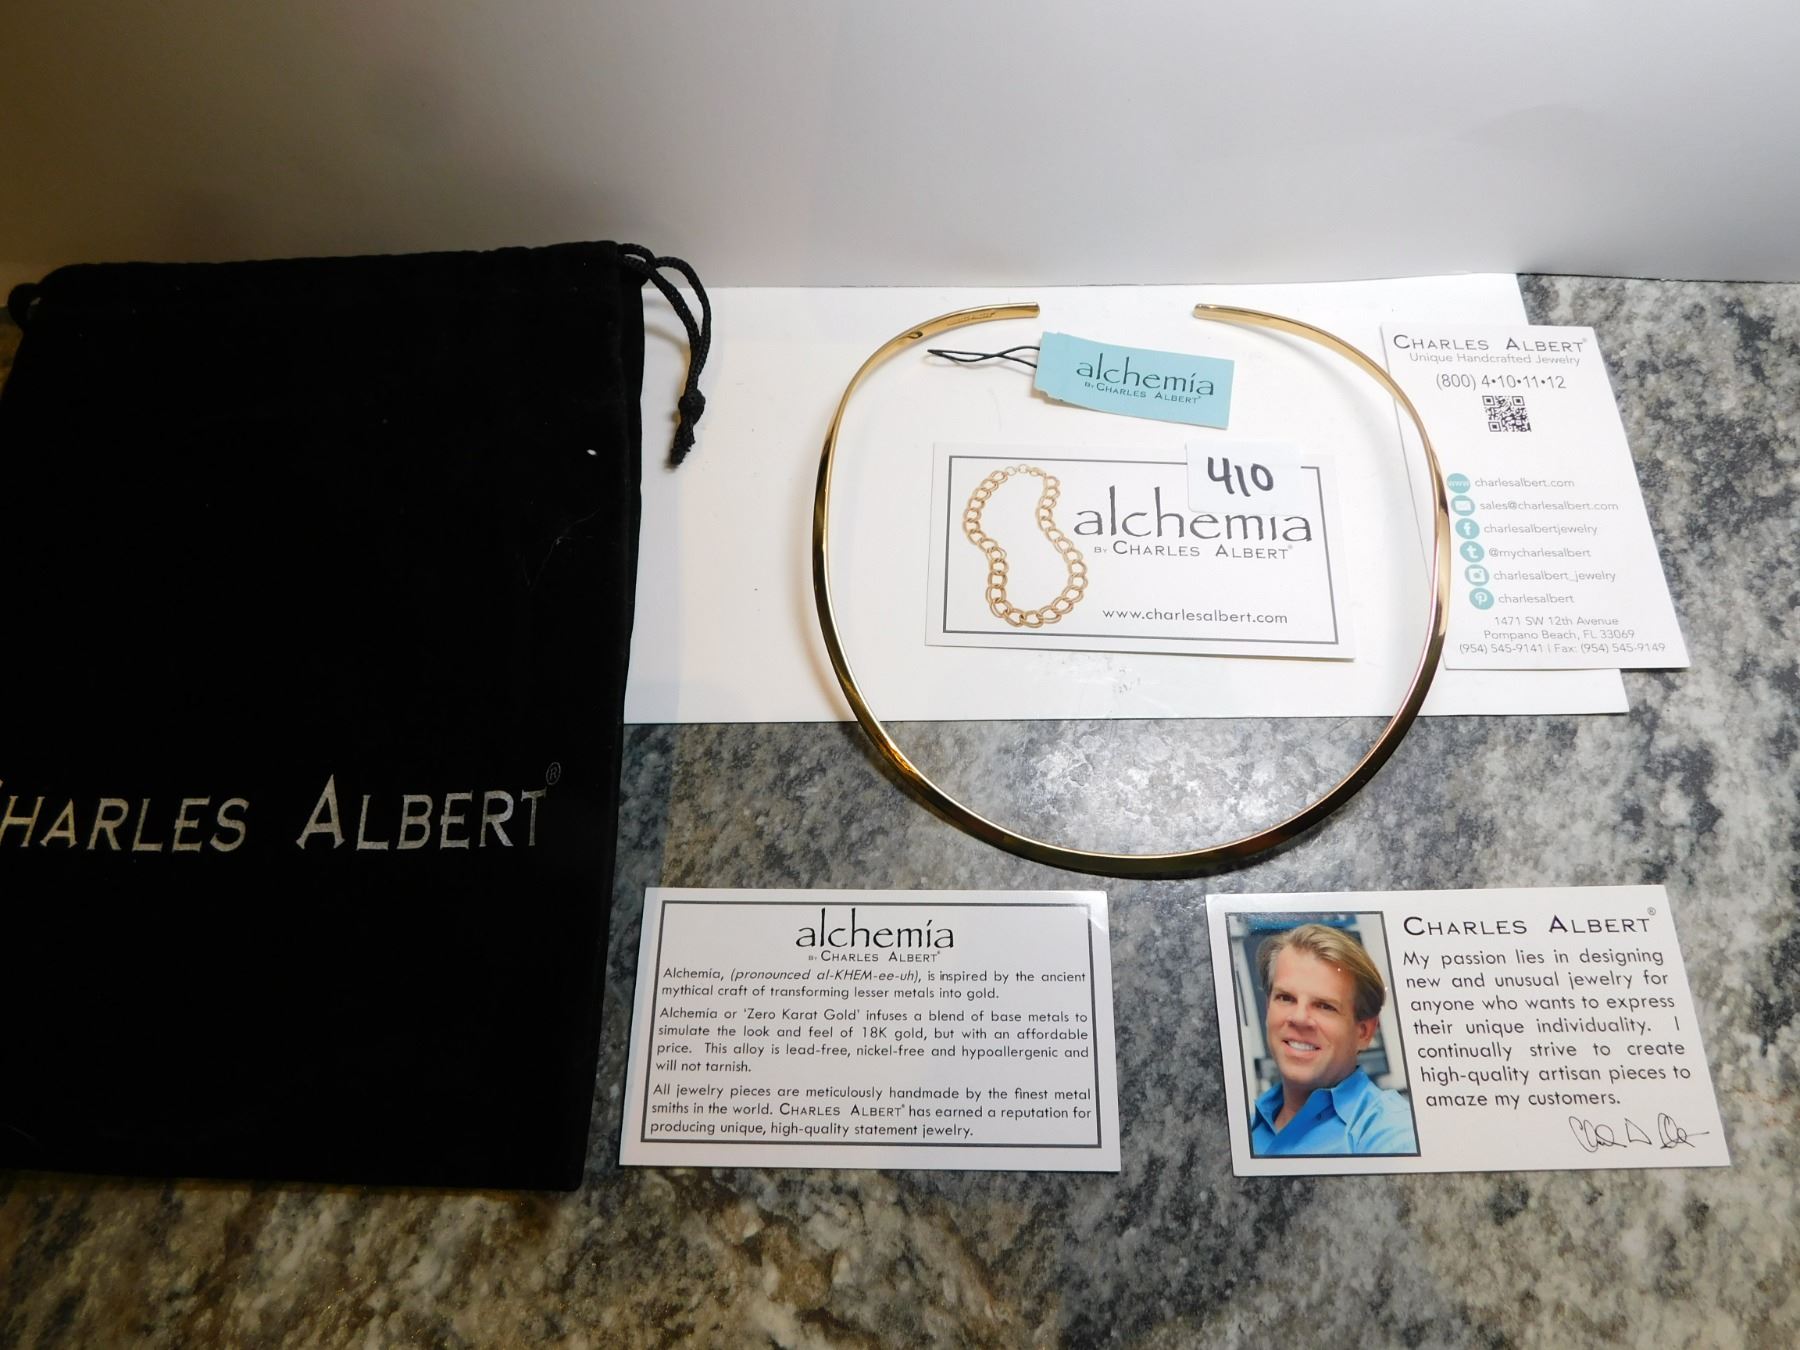 CHARLES ALBERT®
alchemía
BY CHARLES ALBERT®
410
alchemía
BY CHARLES ALBERT®
www.charlesalbert.com
CHARLES ALBERT®
Unique Handcrafted Jewelry
(800) 4•10•11•12
www charlesalbert.com
sales@charlesalbert.com
f charlesalbertjewelry
t @mycharlesalbert
charlesalbert_jewelry
charlesalbert
1471 SW 12th Avenue
Pompano Beach, FL 33069
(954) 545-9141 | Fax: (954) 545-9149
alchemía
BY CHARLES ALBERT®
Alchemía, (pronounced al-KHEM-ee-uh), is inspired by the ancient
mythical craft of transforming lesser metals into gold.
Alchemía or 'Zero Karat Gold' infuses a blend of base metals to
simulate the look and feel of 18K gold, but with an affordable
price. This alloy is lead-free, nickel-free and hypoallergenic and
will not tarnish.
All jewelry pieces are meticulously handmade by the finest metal
smiths in the world. CHARLES ALBERT® has earned a reputation for
producing unique, high-quality statement jewelry.
CHARLES ALBERT®
My passion lies in designing
new and unusual jewelry for
anyone who wants to express
their unique individuality. I
continually strive to create
high-quality artisan pieces to
amaze my customers.